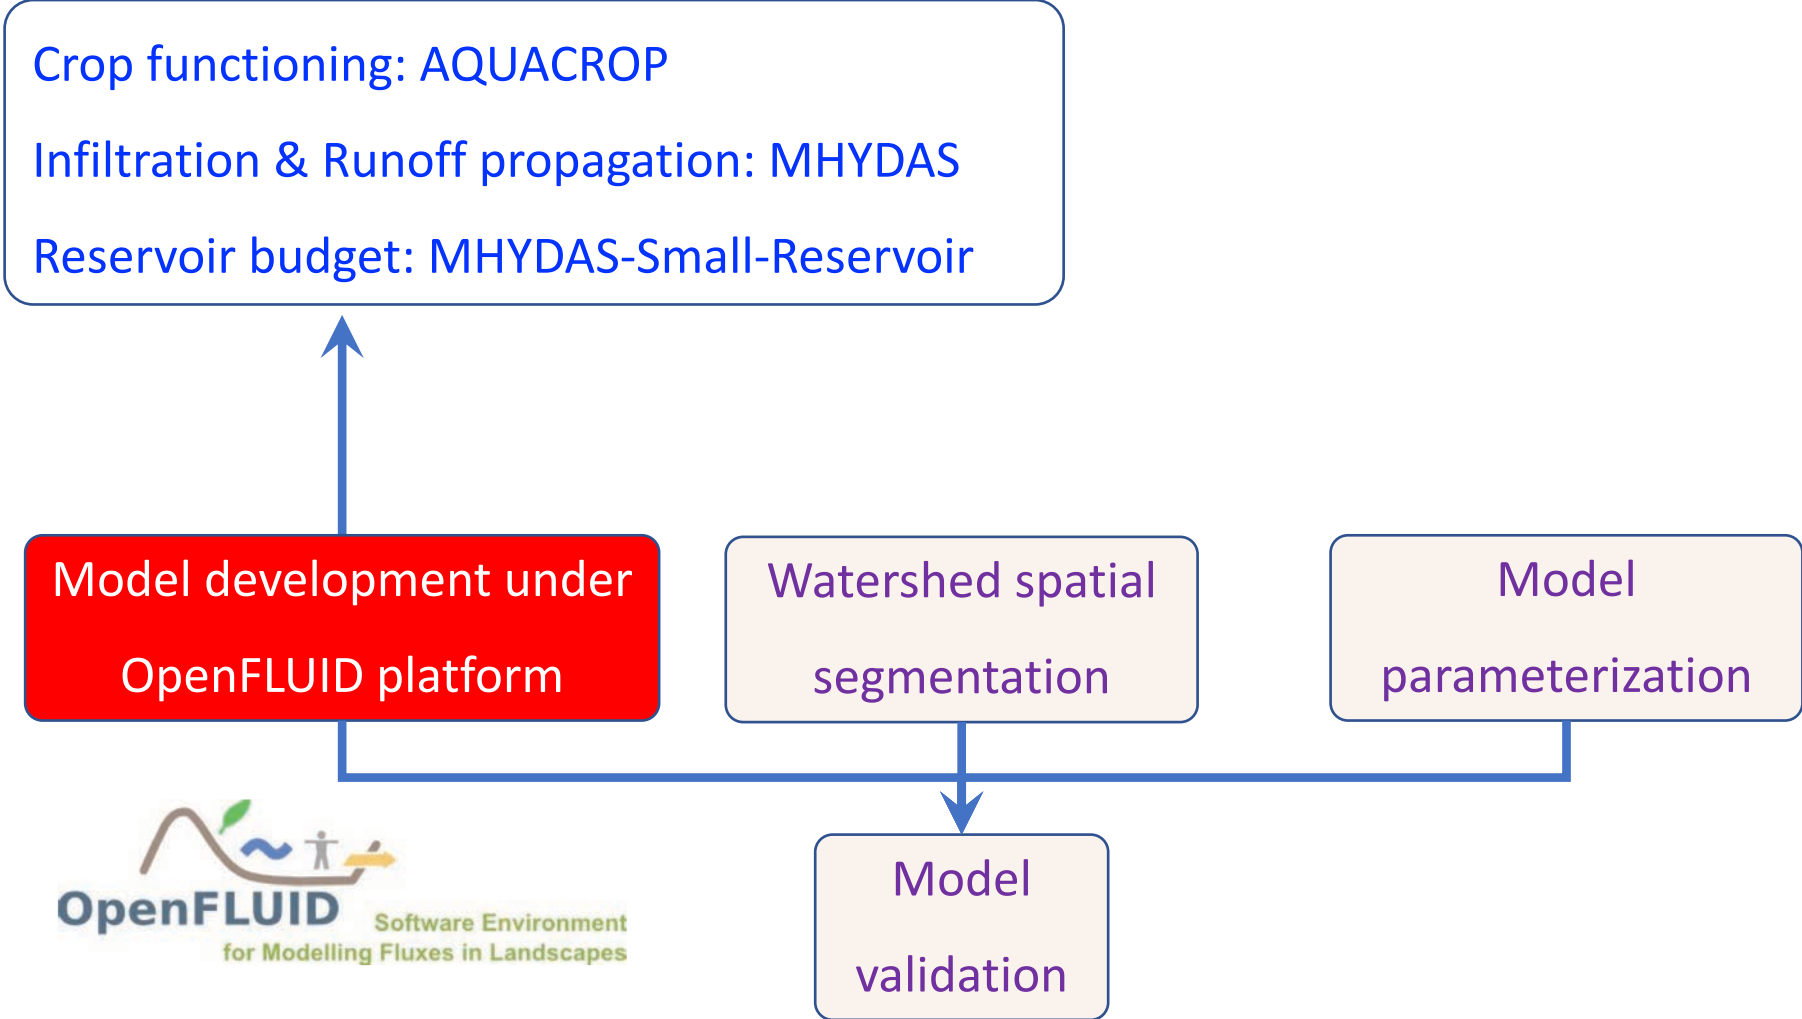 Crop functioning: AQUACROP
Infiltration & Runoff propagation: MHYDAS
Reservoir budget: MHYDAS-Small-Reservoir
Model development under
OpenFLUID platform
Watershed spatial
segmentation
Model
parameterization
OpenFLUID
Software Environment
for Modelling Fluxes in Landscapes
Model
validation